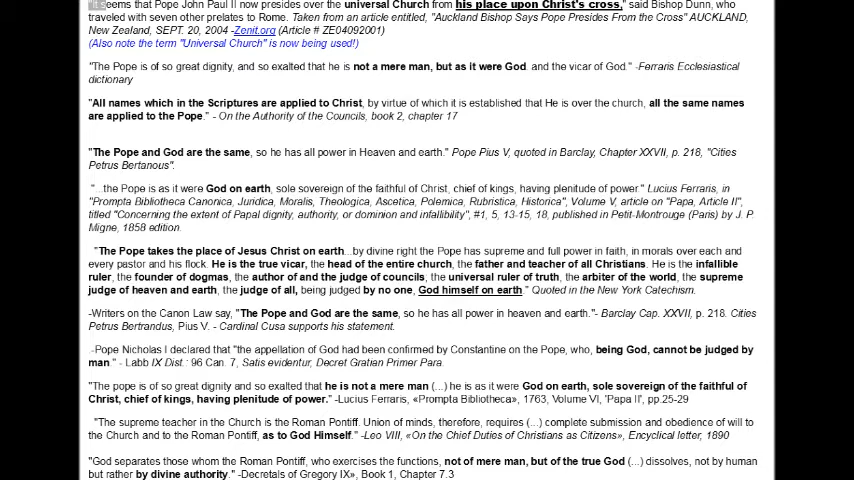 "It seems that Pope John Paul II now presides over the universal Church from his place upon Christ's cross," said Bishop Dunn, who
traveled with seven other prelates to Rome. Taken from an article entitled, "Auckland Bishop Says Pope Presides From the Cross" AUCKLAND,
New Zealand, SEPT. 20, 2004 -Zenit.org (Article # ZE04092001)
(Also note the term "Universal Church" is now being used!)
"The Pope is of so great dignity, and so exalted that he is not a mere man, but as it were God. and the vicar of God." -Ferraris Ecclesiastical
dictionary
"All names which in the Scriptures are applied to Christ, by virtue of which it is established that He is over the church, all the same names
are applied to the Pope." - On the Authority of the Councils, book 2, chapter 17
"The Pope and God are the same, so he has all power in Heaven and earth." Pope Pius V, quoted in Barclay, Chapter XXVII, p. 218, "Cities
Petrus Bertanous".
" ...the Pope is as it were God on earth, sole sovereign of the faithful of Christ, chief of kings, having plenitude of power." Lucius Ferraris, in
"Prompta Bibliotheca Canonica, Juridica, Moralis, Theologica, Ascetica, Polemica, Rubristica, Historica", Volume V, article on "Papa, Article II",
titled "Concerning the extent of Papal dignity, authority, or dominion and infallibility", #1, 5, 13-15, 18, published in Petit-Montrouge (Paris) by J. P.
Migne, 1858 edition.
"The Pope takes the place of Jesus Christ on earth...by divine right the Pope has supreme and full power in faith, in morals over each and
every pastor and his flock. He is the true vicar, the head of the entire church, the father and teacher of all Christians. He is the infallible
ruler, the founder of dogmas, the author of and the judge of councils; the universal ruler of truth, the arbiter of the world, the supreme
judge of heaven and earth, the judge of all, being judged by no one, God himself on earth." Quoted in the New York Catechism.
-Writers on the Canon Law say, "The Pope and God are the same, so he has all power in heaven and earth."- Barclay Cap. XXVII, p. 218. Cities
Petrus Bertrandus, Pius V. - Cardinal Cusa supports his statement.
-Pope Nicholas I declared that "the appellation of God had been confirmed by Constantine on the Pope, who, being God, cannot be judged by
man." - Labb IX Dist.: 96 Can. 7, Satis evidentur, Decret Gratian Primer Para.
"The pope is of so great dignity and so exalted that he is not a mere man (...) he is as it were God on earth, sole sovereign of the faithful of
Christ, chief of kings, having plenitude of power." -Lucius Ferraris, «Prompta Bibliotheca», 1763, Volume VI, 'Papa II', pp.25-29
"The supreme teacher in the Church is the Roman Pontiff. Union of minds, therefore, requires (...) complete submission and obedience of will to
the Church and to the Roman Pontiff, as to God Himself." -Leo VIII, «On the Chief Duties of Christians as Citizens», Encyclical letter, 1890
"God separates those whom the Roman Pontiff, who exercises the functions, not of mere man, but of the true God (...) dissolves, not by human
but rather by divine authority." -Decretals of Gregory IX», Book 1, Chapter 7.3